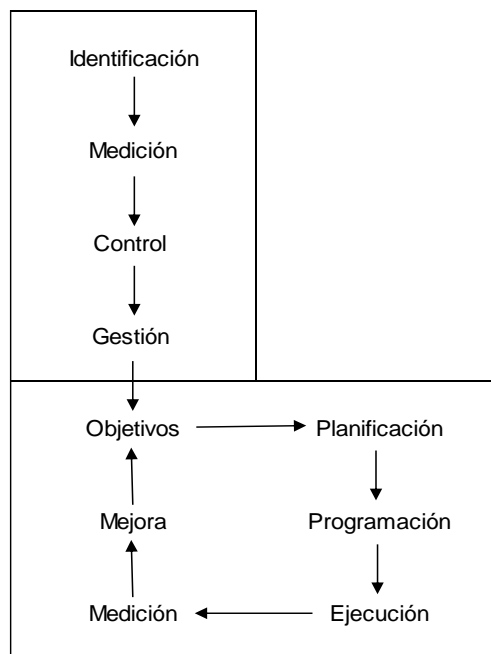 Identificación
Medición
Control
Gestión
Objetivos
Planificación
Mejora
Programación
Medición
Ejecución